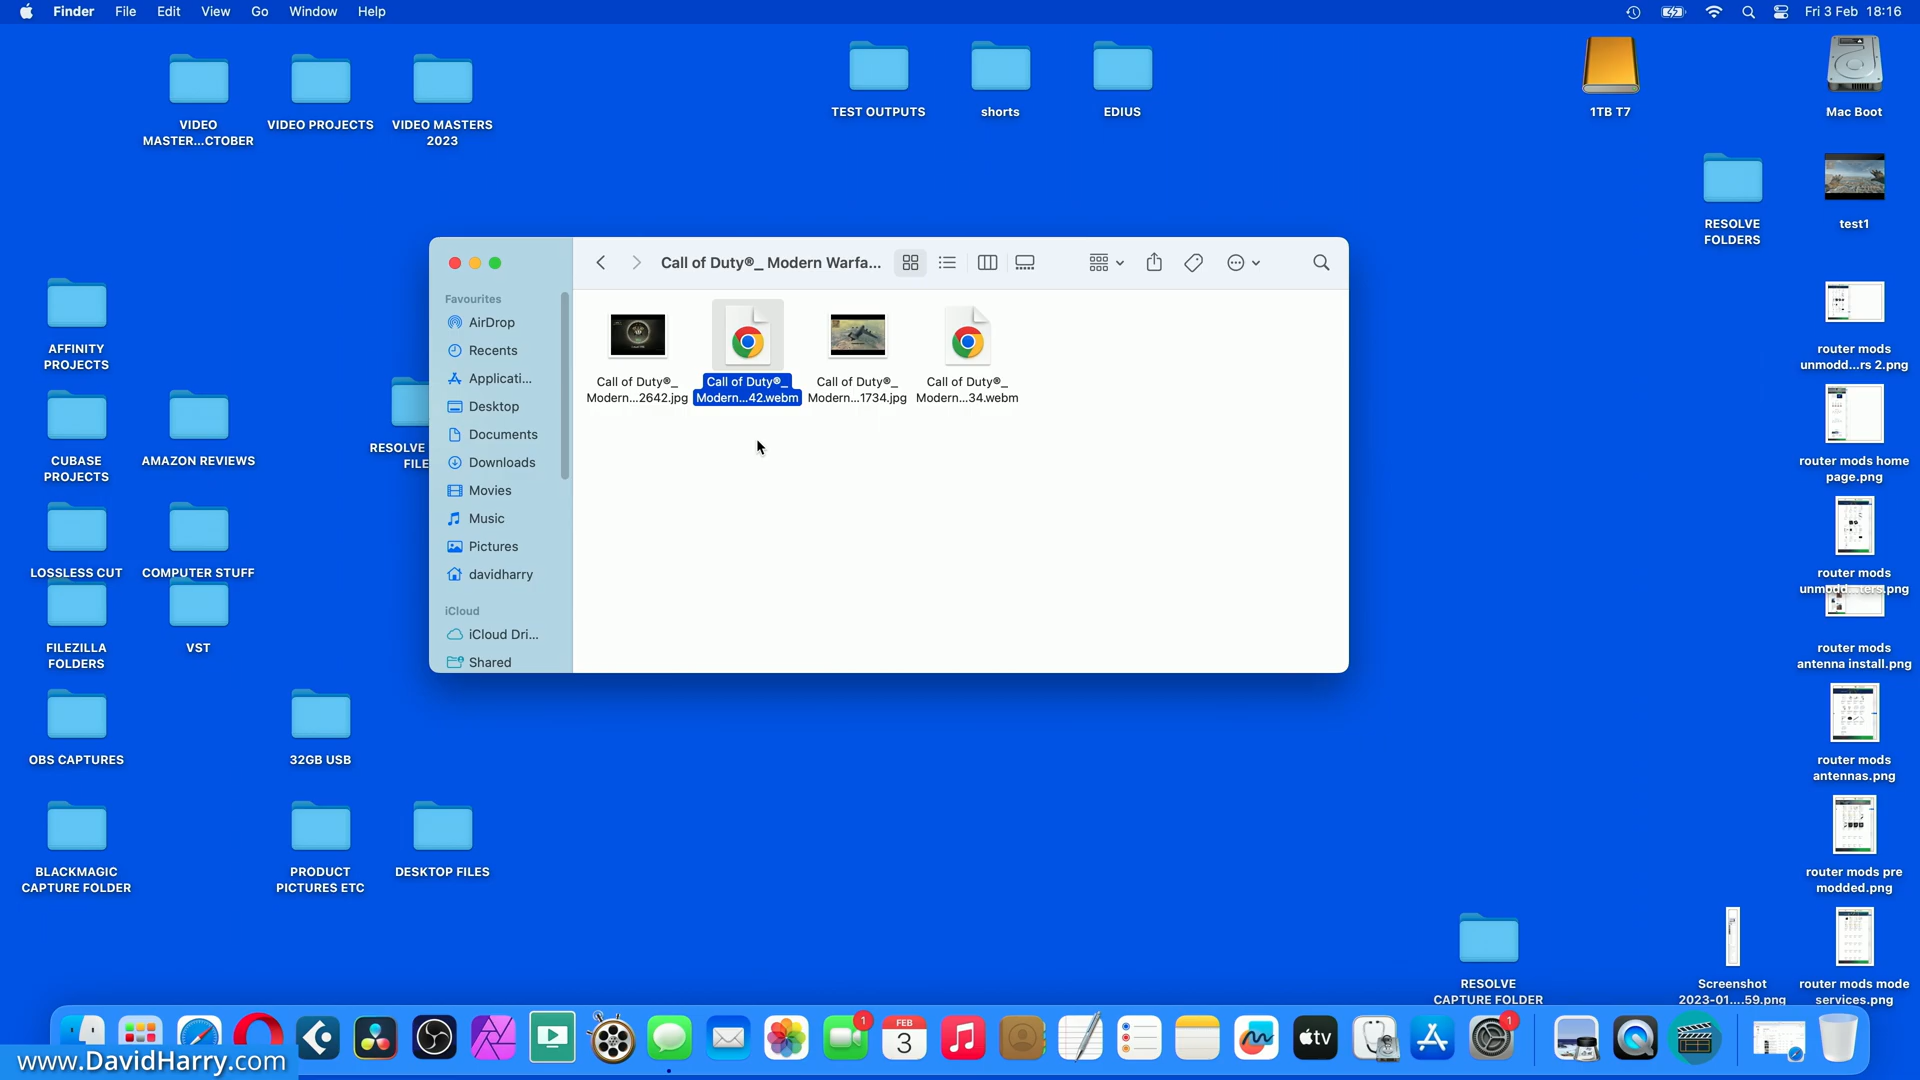 Finder File Edit View Go Window Help
Fri 3 Feb 18:16
VIDEO
MASTER...CTOBER
VIDEO PROJECTS
VIDEO MASTERS
2023
TEST OUTPUTS
shorts
EDIUS
1TB T7
Mac Boot
RESOLVE
FOLDERS
test1
Call of Duty®_ Modern Warfa...
Favourites
AirDrop
Recents
Applicati...
Desktop
Documents
Downloads
Movies
Music
Pictures
davidharry
iCloud
iCloud Dri...
Shared
Call of Duty®_
Modern...2642.jpg
Call of Duty®_
Modern...42.webm
Call of Duty®_
Modern...1734.jpg
Call of Duty®_
Modern...34.webm
AFFINITY
PROJECTS
CUBASE
PROJECTS
AMAZON REVIEWS
RESOLVE
FILE
LOSSLESS CUT
COMPUTER STUFF
FILEZILLA
FOLDERS
VST
OBS CAPTURES
32GB USB
BLACKMAGIC
CAPTURE FOLDER
PRODUCT
PICTURES ETC
DESKTOP FILES
router mods
unmodd...rs 2.png
router mods home
page.png
router mods
unmodd...ters.png
router mods
antenna install.png
router mods
antennas.png
router mods pre
modded.png
RESOLVE
CAPTURE FOLDER
Screenshot
2023-01....59.png
router mods mode
services.png
1
FEB
3
tv
1
www.DavidHarry.com